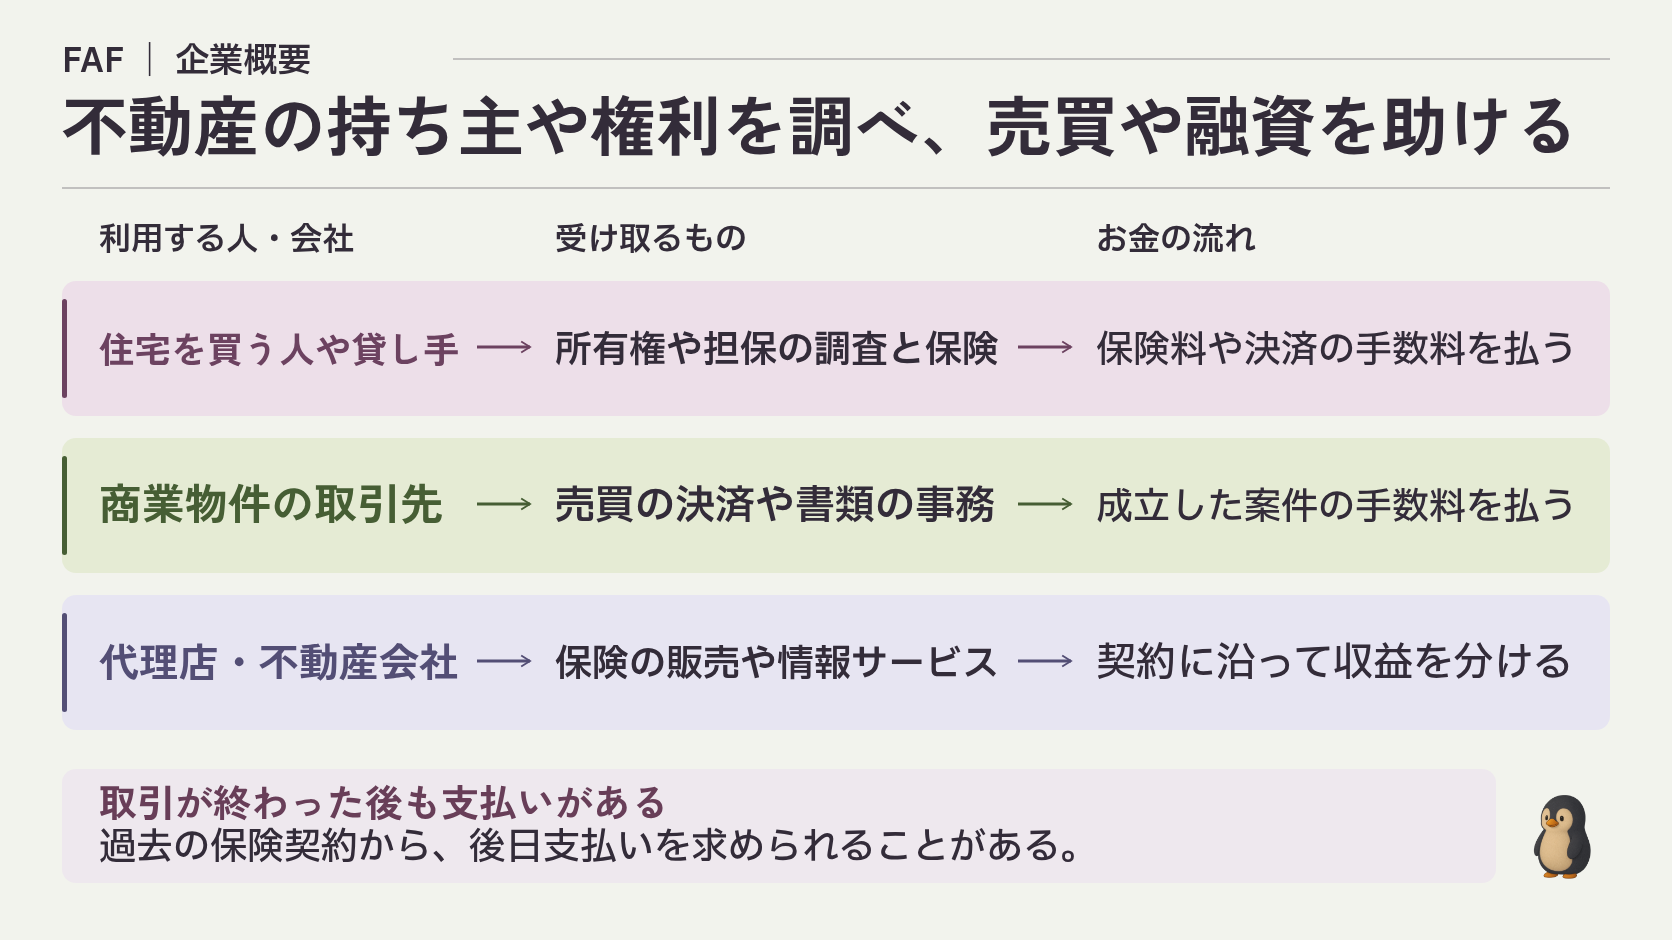 FAF | 企業概要
不動産の持ち主や権利を調べ、売買や融資を助ける
利用する人・会社 受け取るもの お金の流れ
住宅を買う人や貸し手 → 所有権や担保の調査と保険 → 保険料や決済の手数料を払う
商業物件の取引先 → 売買の決済や書類の事務 → 成立した案件の手数料を払う
代理店・不動産会社 → 保険の販売や情報サービス → 契約に沿って収益を分ける
取引が終わった後も支払いがある
過去の保険契約から、後日支払いを求められることがある。